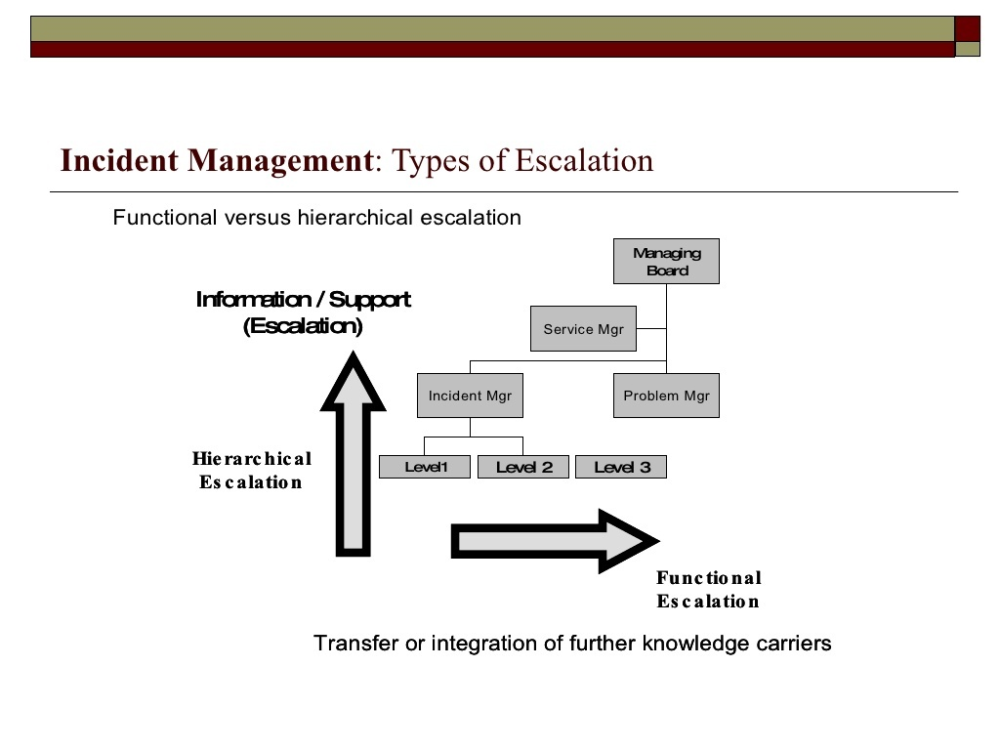 Incident Management: Types of Escalation
Functional versus hierarchical escalation
Managing
Board
Information / Support
(Escalation)
Service Mgr
Incident Mgr
Problem Mgr
Hierarchical
Escalation
Level1
Level 2
Level 3
Functional
Escalation
Transfer or integration of further knowledge carriers